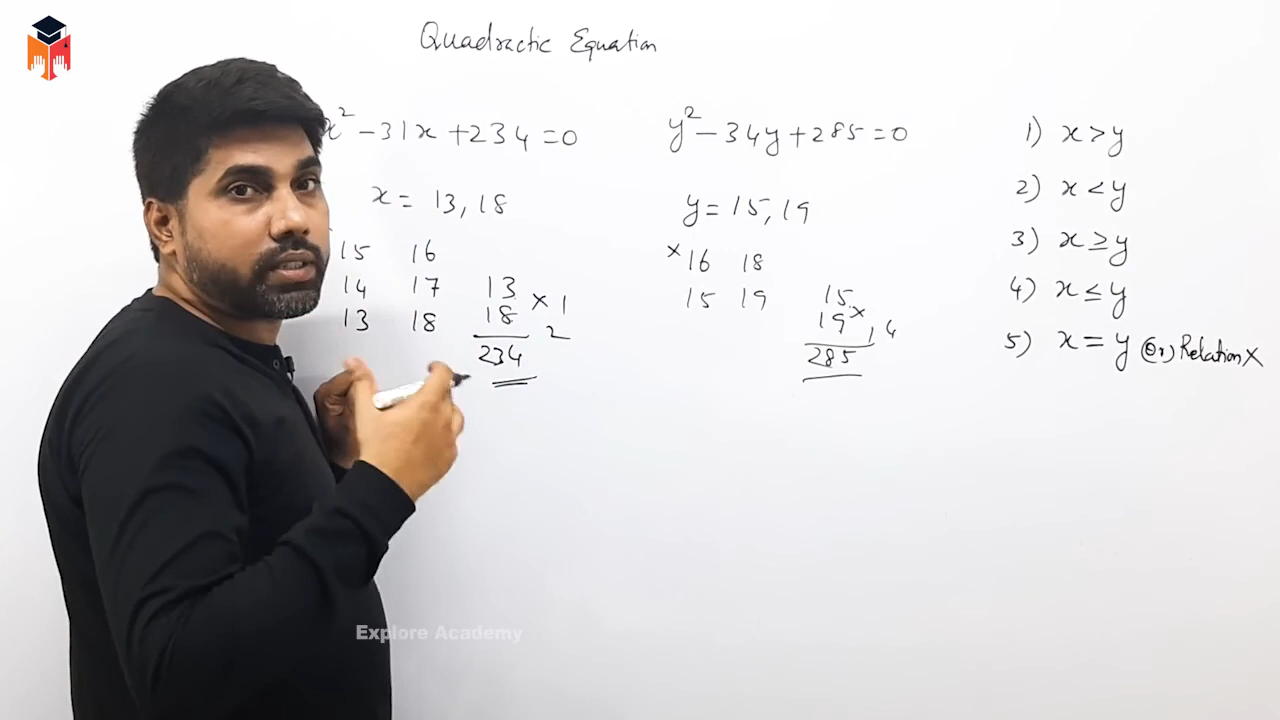 Quadractic Equation
x² - 31x + 234 = 0
x = 13, 18
15 16
14 17
13 18
13
18 × 1
2
234
y² - 34y + 285 = 0
y = 15, 19
× 16 18
15 19
15
19 ×
, 4
285
1) x > y
2) x < y
3) x ≥ y
4) x ≤ y
5) x = y (or) Relation X
Explore Academy